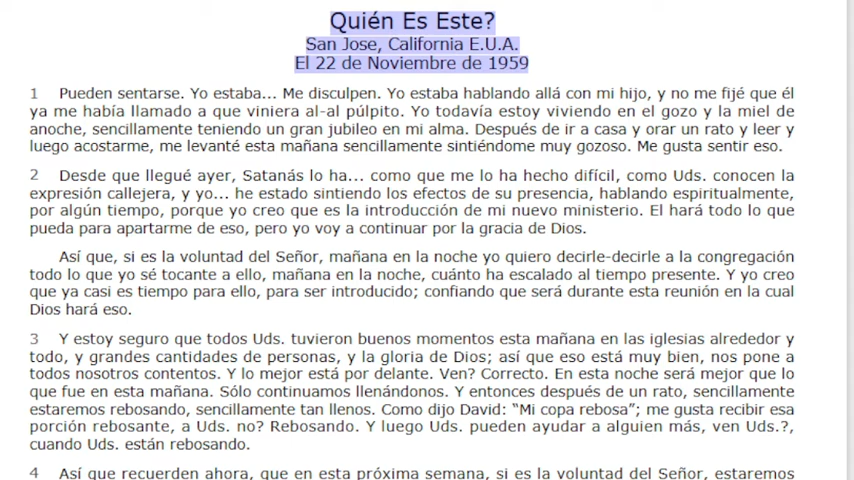 Quién Es Este?
San Jose, California E.U.A.
El 22 de Noviembre de 1959
1 Pueden sentarse. Yo estaba... Me disculpen. Yo estaba hablando allá con mi hijo, y no me fijé que él
ya me había llamado a que viniera al-al púlpito. Yo todavía estoy viviendo en el gozo y la miel de
anoche, sencillamente teniendo un gran jubileo en mi alma. Después de ir a casa y orar un rato y leer y
luego acostarme, me levanté esta mañana sencillamente sintiéndome muy gozoso. Me gusta sentir eso.
2 Desde que llegué ayer, Satanás lo ha... como que me lo ha hecho difícil, como Uds. conocen la
expresión callejera, y yo... he estado sintiendo los efectos de su presencia, hablando espiritualmente,
por algún tiempo, porque yo creo que es la introducción de mi nuevo ministerio. El hará todo lo que
pueda para apartarme de eso, pero yo voy a continuar por la gracia de Dios.
Así que, si es la voluntad del Señor, mañana en la noche yo quiero decirle-decirle a la congregación
todo lo que yo sé tocante a ello, mañana en la noche, cuánto ha escalado al tiempo presente. Y yo creo
que ya casi es tiempo para ello, para ser introducido; confiando que será durante esta reunión en la cual
Dios hará eso.
3 Y estoy seguro que todos Uds. tuvieron buenos momentos esta mañana en las iglesias alrededor y
todo, y grandes cantidades de personas, y la gloria de Dios; así que eso está muy bien, nos pone a
todos nosotros contentos. Y lo mejor está por delante. Ven? Correcto. En esta noche será mejor que lo
que fue en esta mañana. Sólo continuamos llenándonos. Y entonces después de un rato, sencillamente
estaremos rebosando, sencillamente tan llenos. Como dijo David: “Mi copa rebosa”; me gusta recibir esa
porción rebosante, a Uds. no? Rebosando. Y luego Uds. pueden ayudar a alguien más, ven Uds.?,
cuando Uds. están rebosando.
4 Así que recuerden ahora, que en esta próxima semana, si es la voluntad del Señor, estaremos